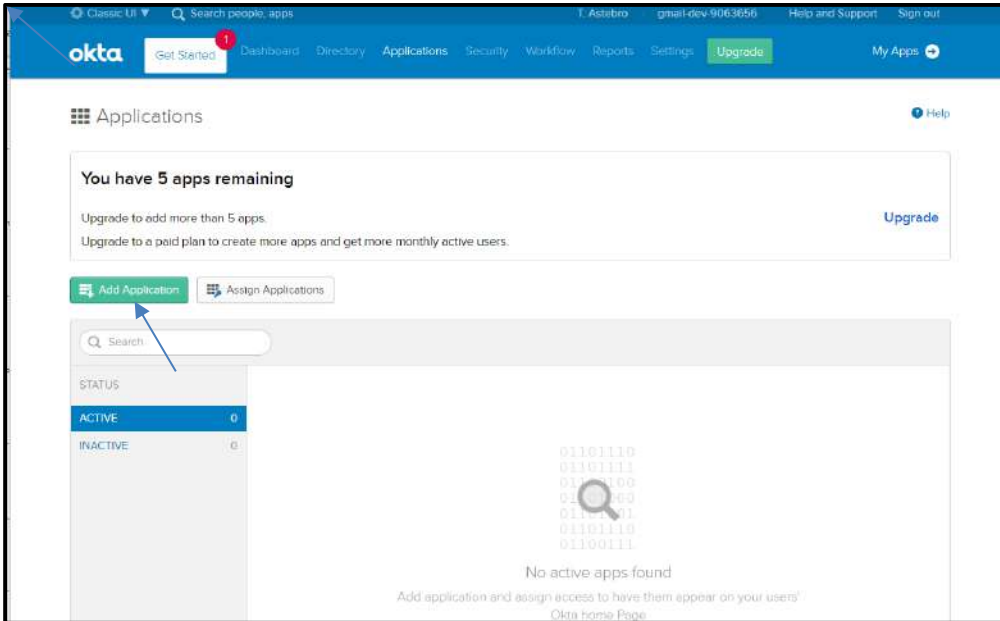 Classic UI ▼ Search people, apps T. Astebro gmail-dev-9063656 Help and Support Sign out
okta Get Started 1 Dashboard Directory Applications Security Workflow Reports Settings Upgrade My Apps
Applications Help
You have 5 apps remaining
Upgrade to add more than 5 apps. Upgrade
Upgrade to a paid plan to create more apps and get more monthly active users.
Add Application Assign Applications
Search
STATUS
ACTIVE 0
INACTIVE 0
01101110
01101111
01101110
01100111
No active apps found
Add application and assign access to have them appear on your users'
Okta home Page